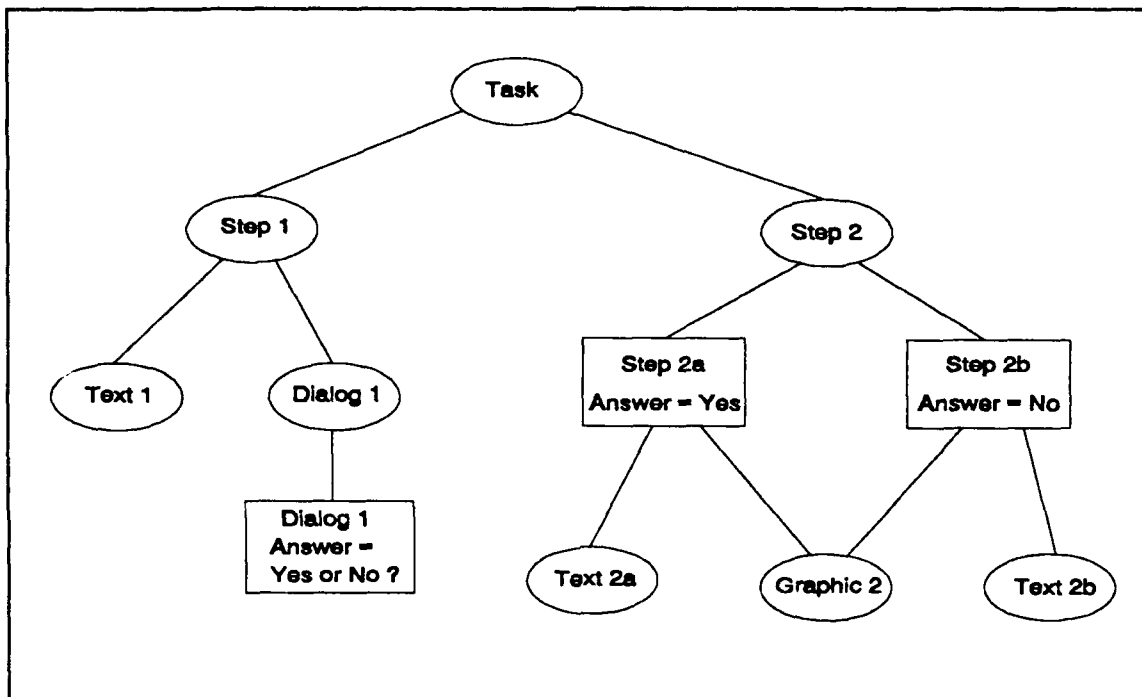 Task
Step 1
Step 2
Text 1
Dialog 1
Step 2a
Answer = Yes
Step 2b
Answer = No
Dialog 1
Answer =
Yes or No ?
Text 2a
Graphic 2
Text 2b